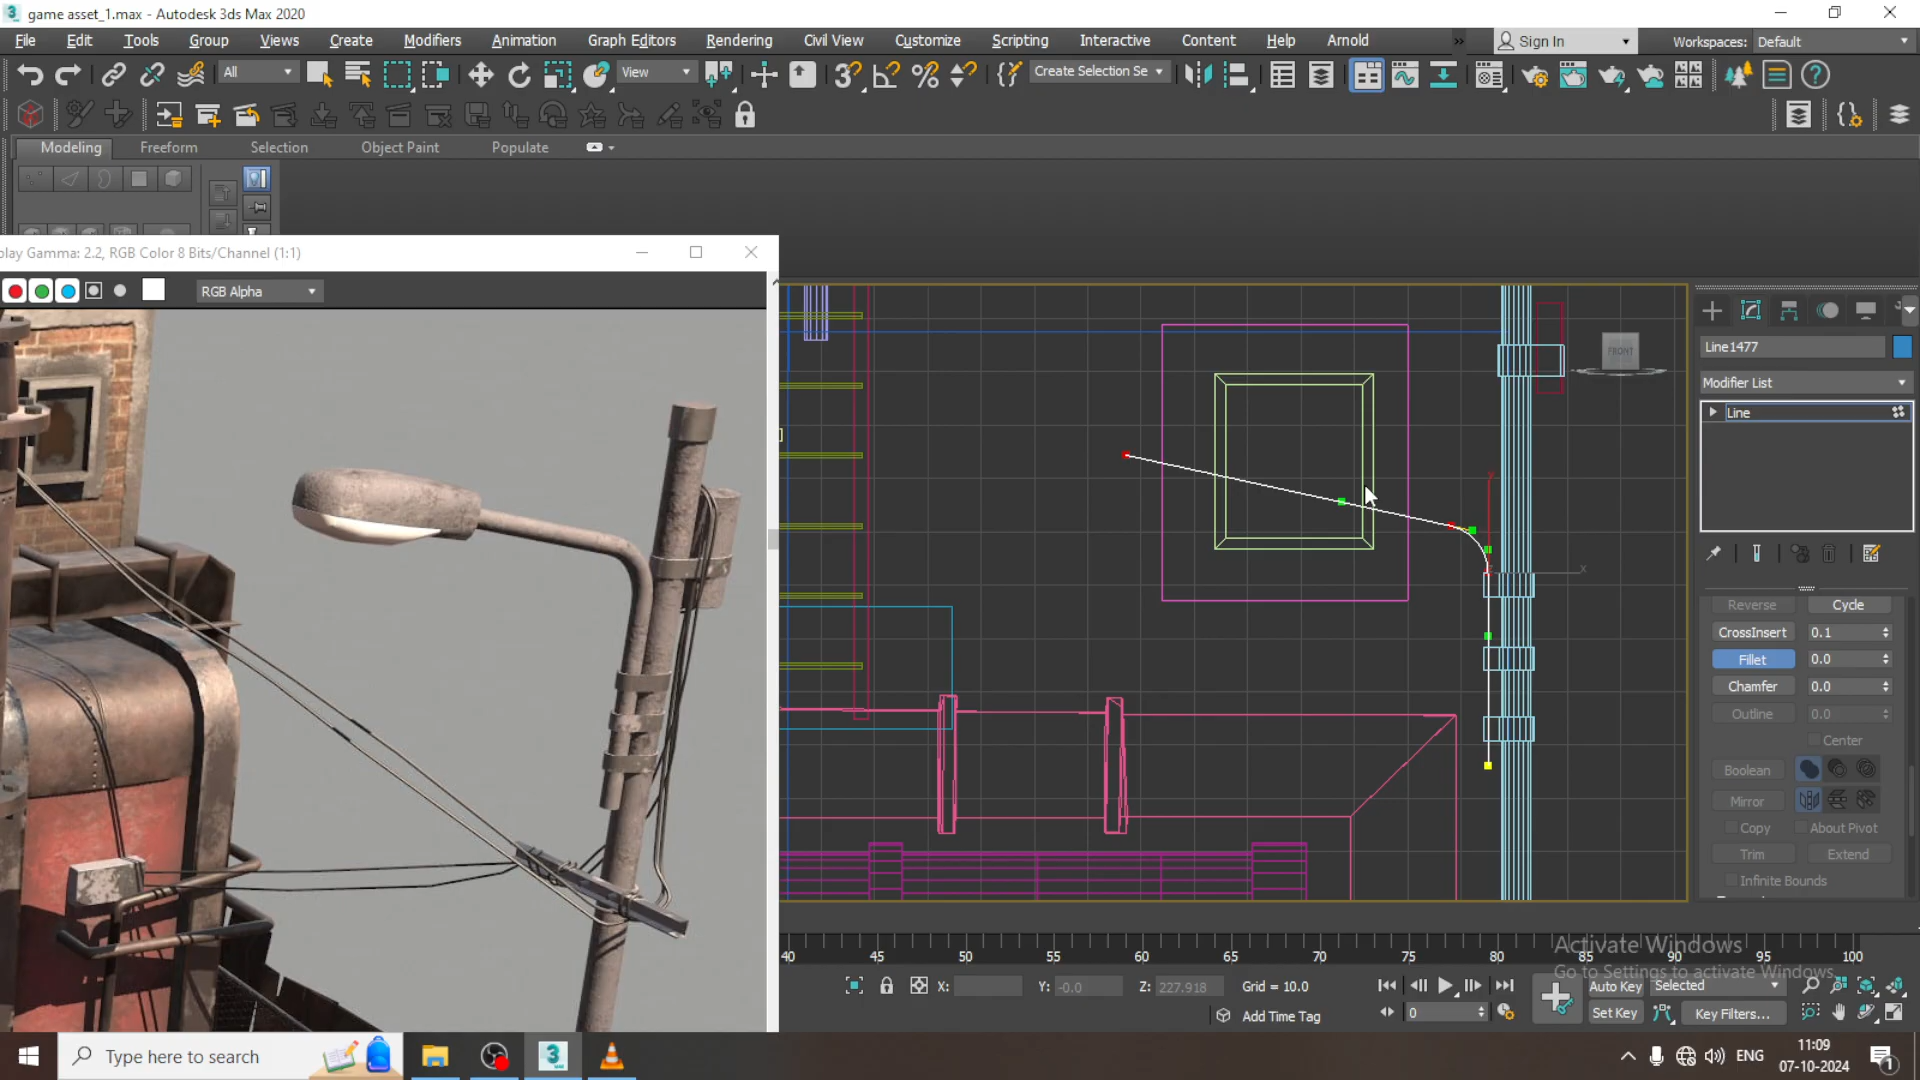 game asset_1.max - Autodesk 3ds Max 2020
File Edit Tools Group Views Create Modifiers Animation Graph Editors Rendering Civil View Customize Scripting Interactive Content Help Arnold
Sign In
Workspaces: Default
All
View
Create Selection Se
Modeling Freeform Selection Object Paint Populate
play Gamma: 2.2, RGB Color 8 Bits/Channel (1:1)
RGB Alpha
FRONT
Line1477
Modifier List
Line
Reverse Cycle
CrossInsert 0.1
Fillet 0.0
Chamfer 0.0
Outline 0.0
Center
Boolean
Mirror
Copy About Pivot
Trim Extend
Infinite Bounds
y
x
40 45 50 55 60 65 70 75 80 85 90 95 100
Activate Windows
Go to Settings to activate Windows.
X: Y: -0.0 Z: 227.918 Grid = 10.0
Add Time Tag
0
Auto Key Selected
Set Key Key Filters...
Type here to search
ENG
11:09
07-10-2024
1